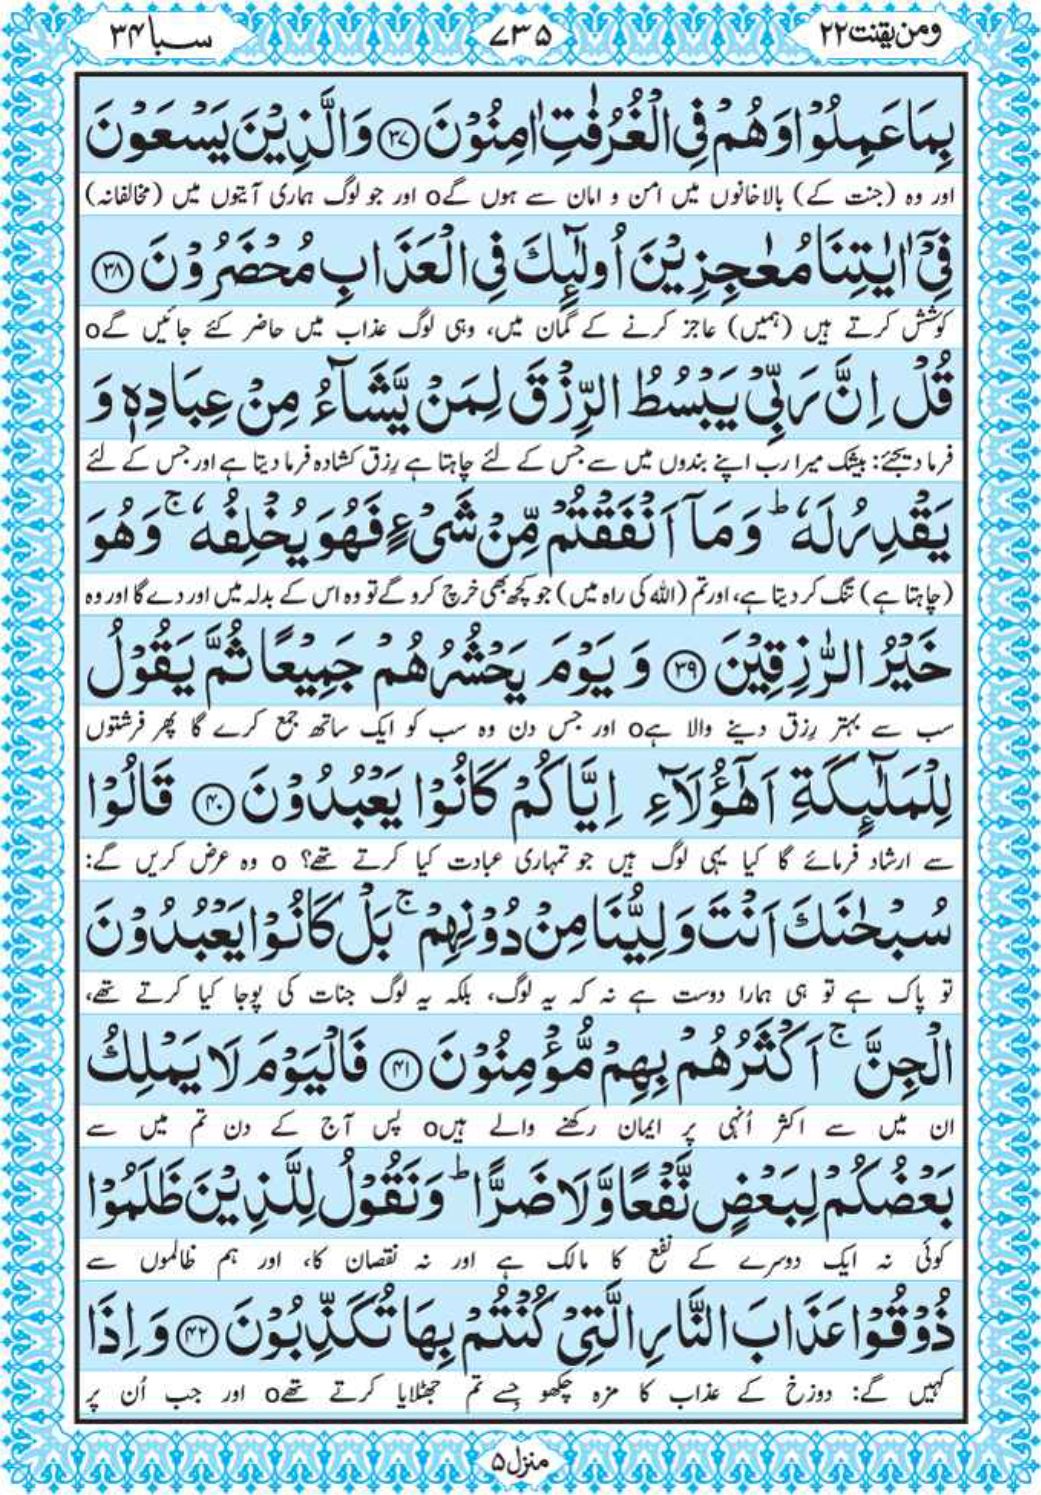 ومن یقنت ۲۲
۷۳۵
سبا ۳۴
بِمَا عَمِلُوْا وَهُمْ فِي الْغُرُفٰتِ اٰمِنُوْنَ ﴿۳۷﴾ وَالَّذِيْنَ يَسْعَوْنَ
اور وہ (جنت کے) بالاخانوں میں امن و امان سے ہوں گےo اور جو لوگ ہماری آیتوں میں (مخالفانہ)
فِيْٓ اٰيٰتِنَا مُعٰجِزِيْنَ اُولٰٓئِكَ فِي الْعَذَابِ مُحْضَرُوْنَ ﴿۳۸﴾
کوشش کرتے ہیں (ہمیں) عاجز کرنے کے گمان میں، وہی لوگ عذاب میں حاضر کئے جائیں گےo
قُلْ اِنَّ رَبِّيْ يَبْسُطُ الرِّزْقَ لِمَنْ يَّشَآءُ مِنْ عِبَادِهٖ وَ
فرما دیجئے: بیشک میرا رب اپنے بندوں میں سے جس کے لئے چاہتا ہے رِزق کشادہ فرما دیتا ہے اور جس کے لئے
يَقْدِرُ لَهٗ ؕ وَمَآ اَنْفَقْتُمْ مِّنْ شَيْءٍ فَهُوَ يُخْلِفُهٗ ۚ وَهُوَ
(چاہتا ہے) تنگ کر دیتا ہے، اور تم (اللہ کی راہ میں) جو کچھ بھی خرچ کرو گے تو وہ اس کے بدلہ میں اور دے گا اور وہ
خَيْرُ الرّٰزِقِيْنَ ﴿۳۹﴾ وَ يَوْمَ يَحْشُرُهُمْ جَمِيْعًا ثُمَّ يَقُوْلُ
سب سے بہتر رِزق دینے والا ہےo اور جس دن وہ سب کو ایک ساتھ جمع کرے گا پھر فرشتوں
لِلْمَلٰٓئِكَةِ اَهٰٓؤُلَآءِ اِيَّاكُمْ كَانُوْا يَعْبُدُوْنَ ﴿۴۰﴾ قَالُوْا
سے ارشاد فرمائے گا کیا یہی لوگ ہیں جو تمہاری عبادت کیا کرتے تھے؟ o وہ عرض کریں گے:
سُبْحٰنَكَ اَنْتَ وَلِيُّنَا مِنْ دُوْنِهِمْ ۚ بَلْ كَانُوْا يَعْبُدُوْنَ
تو پاک ہے تو ہی ہمارا دوست ہے نہ کہ یہ لوگ، بلکہ یہ لوگ جنات کی پوجا کیا کرتے تھے،
الْجِنَّ ۚ اَكْثَرُهُمْ بِهِمْ مُّؤْمِنُوْنَ ﴿۴۱﴾ فَالْيَوْمَ لَا يَمْلِكُ
ان میں سے اکثر اُنہی پر ایمان رکھنے والے ہیںo پس آج کے دن تم میں سے
بَعْضُكُمْ لِبَعْضٍ نَّفْعًا وَّلَا ضَرًّا ؕ وَنَقُوْلُ لِلَّذِيْنَ ظَلَمُوْا
کوئی نہ ایک دوسرے کے نفع کا مالک ہے اور نہ نقصان کا، اور ہم ظالموں سے
ذُوْقُوْا عَذَابَ النَّارِ الَّتِيْ كُنْتُمْ بِهَا تُكَذِّبُوْنَ ﴿۴۲﴾ وَ اِذَا
کہیں گے: دوزخ کے عذاب کا مزہ چکھو جسے تم جھٹلایا کرتے تھےo اور جب اُن پر
منزل ۵